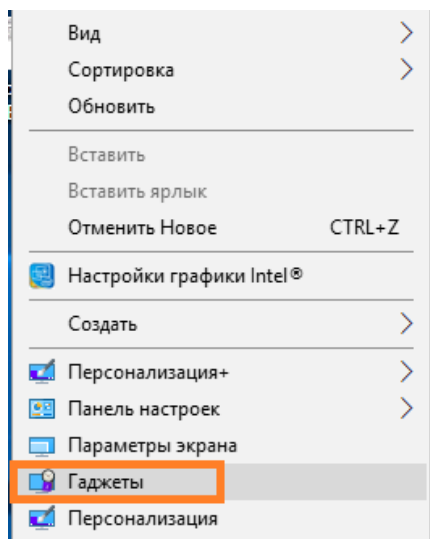 Вид
Сортировка
Обновить
Вставить
Вставить ярлык
Отменить Новое CTRL+Z
Настройки графики Intel®
Создать
Персонализация+
Панель настроек
Параметры экрана
Гаджеты
Персонализация